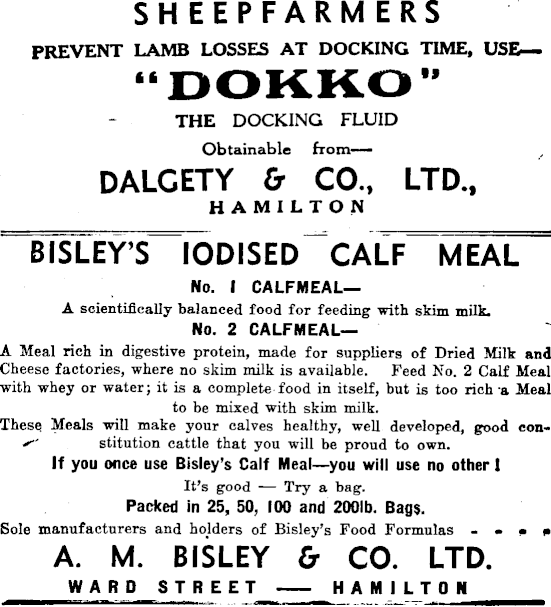 SHEEPFARMERS
PREVENT LAMB LOSSES AT DOCKING TIME, USE—
"DOKKO"
THE DOCKING FLUID
Obtainable from—
DALGETY & CO., LTD.,
HAMILTON
BISLEY'S IODISED CALF MEAL
No. 1 CALFMEAL—
A scientifically balanced food for feeding with skim milk.
No. 2 CALFMEAL—
A Meal rich in digestive protein, made for suppliers of Dried Milk and
Cheese factories, where no skim milk is available. Feed No. 2 Calf Meal
with whey or water; it is a complete food in itself, but is too rich a Meal
to be mixed with skim milk.
These Meals will make your calves healthy, well developed, good con-
stitution cattle that you will be proud to own.
If you once use Bisley's Calf Meal—you will use no other!
It's good — Try a bag.
Packed in 25, 50, 100 and 200lb. Bags.
Sole manufacturers and holders of Bisley's Food Formulas - - - -
A. M. BISLEY & CO. LTD.
WARD STREET — HAMILTON